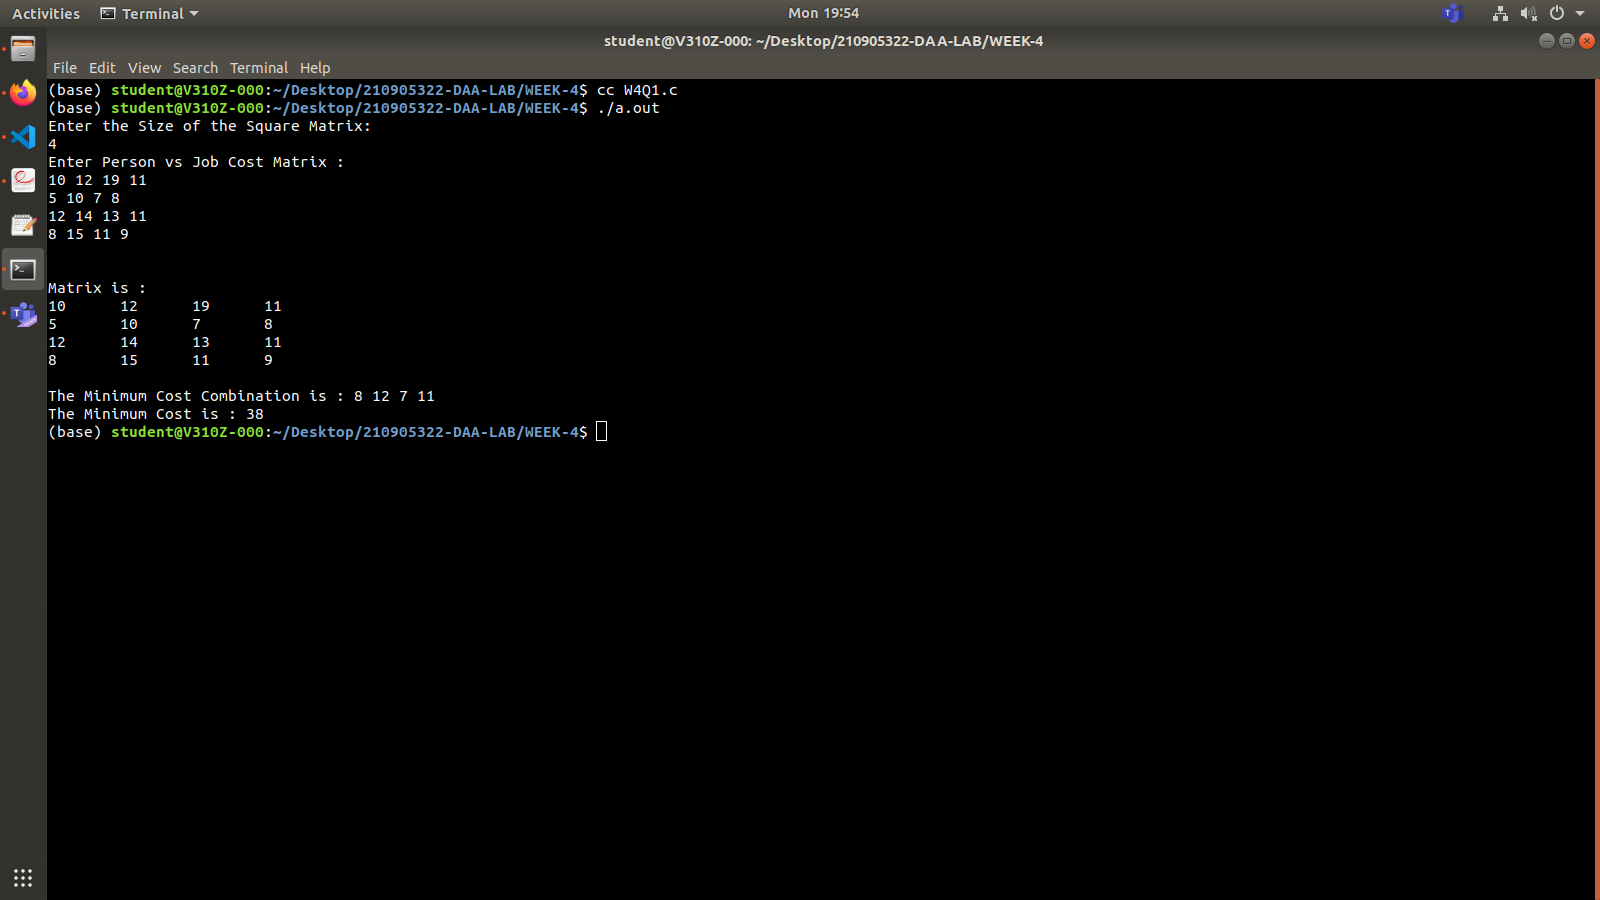 Activities Terminal Mon 19:54
student@V310Z-000: ~/Desktop/210905322-DAA-LAB/WEEK-4
File Edit View Search Terminal Help
(base) student@V310Z-000:~/Desktop/210905322-DAA-LAB/WEEK-4$ cc W4Q1.c
(base) student@V310Z-000:~/Desktop/210905322-DAA-LAB/WEEK-4$ ./a.out
Enter the Size of the Square Matrix:
4
Enter Person vs Job Cost Matrix :
10 12 19 11
5 10 7 8
12 14 13 11
8 15 11 9
Matrix is :
10 12 19 11
5 10 7 8
12 14 13 11
8 15 11 9
The Minimum Cost Combination is : 8 12 7 11
The Minimum Cost is : 38
(base) student@V310Z-000:~/Desktop/210905322-DAA-LAB/WEEK-4$